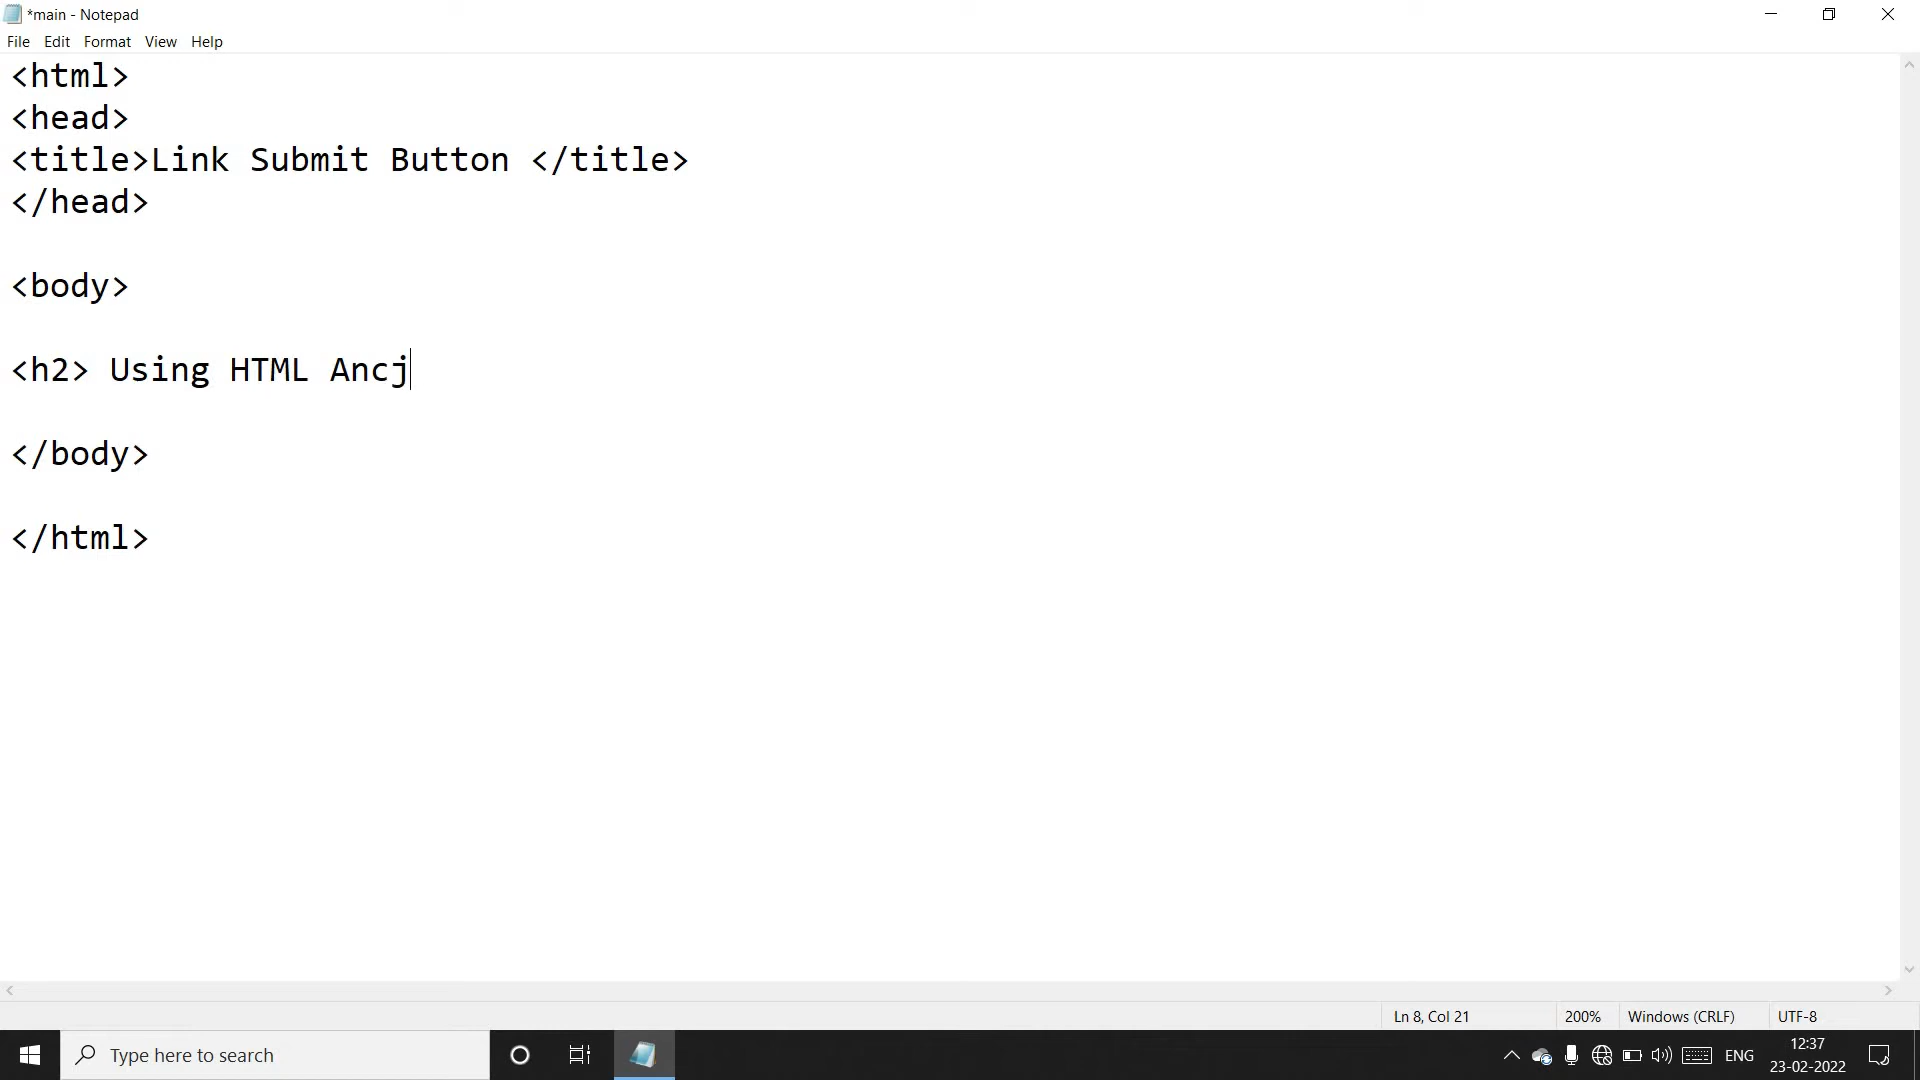 *main - Notepad
File Edit Format View Help
<html>
<head>
<title>Link Submit Button </title>
</head>
<body>
<h2> Using HTML Ancj
</body>
</html>
Ln 8, Col 21 200% Windows (CRLF) UTF-8
Type here to search ENG 12:37
23-02-2022